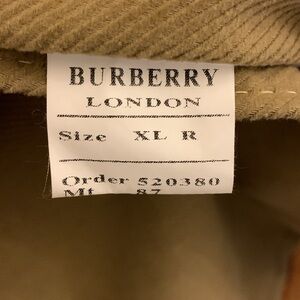 BURBERRY
LONDON
Size XL R
Order 520380
Mt 87